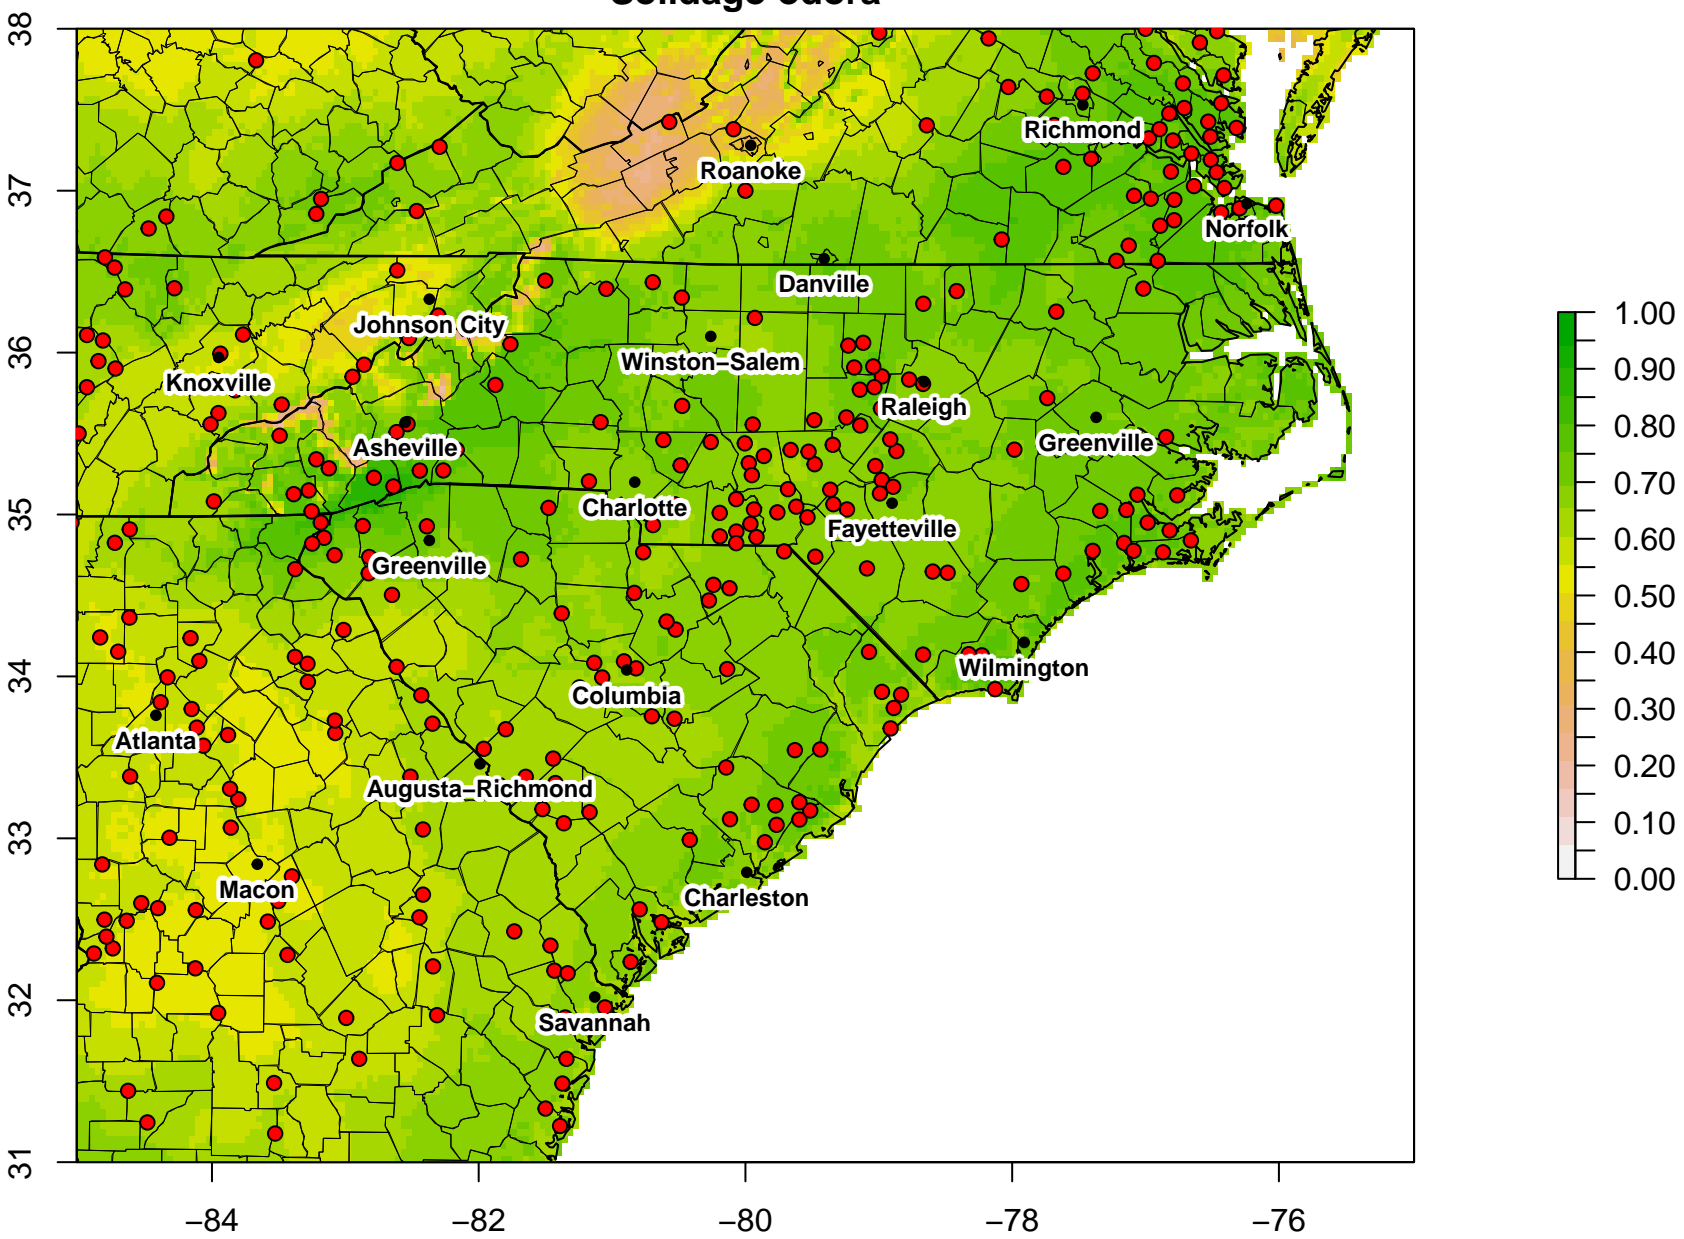 Solidago odora
38
37
36
35
34
33
32
31
Richmond
Roanoke
Norfolk
Danville
Johnson City
Winston–Salem
Knoxville
Raleigh
Greenville
Asheville
Charlotte
Fayetteville
Greenville
Wilmington
Columbia
Atlanta
Augusta–Richmond
Macon
Charleston
Savannah
–84
–82
–80
–78
–76
1.00
0.90
0.80
0.70
0.60
0.50
0.40
0.30
0.20
0.10
0.00